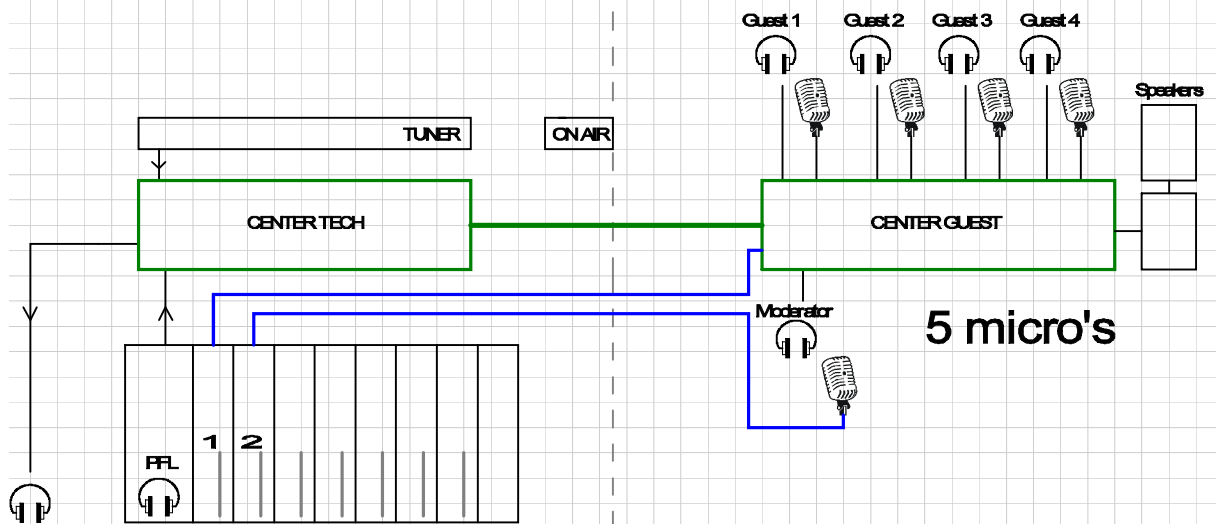 Guest 1
Guest 2
Guest 3
Guest 4
Speakers
TUNER
ON AIR
CENTER TECH
CENTER GUEST
Moderator
5 micro's
1
2
PFL